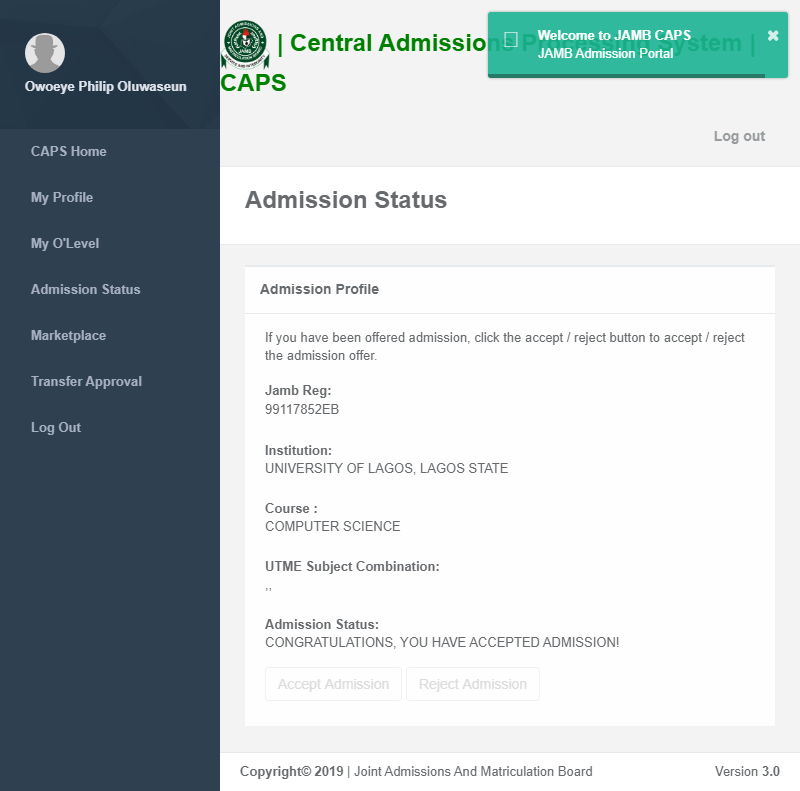 Owoeye Philip Oluwaseun
CAPS Home
My Profile
My O'Level
Admission Status
Marketplace
Transfer Approval
Log Out
| Central Admissions Processing System |
CAPS
Welcome to JAMB CAPS
JAMB Admission Portal
Log out
Admission Status
Admission Profile
If you have been offered admission, click the accept / reject button to accept / reject
the admission offer.
Jamb Reg:
99117852EB
Institution:
UNIVERSITY OF LAGOS, LAGOS STATE
Course :
COMPUTER SCIENCE
UTME Subject Combination:
,,
Admission Status:
CONGRATULATIONS, YOU HAVE ACCEPTED ADMISSION!
Accept Admission Reject Admission
Copyright© 2019 | Joint Admissions And Matriculation Board Version 3.0